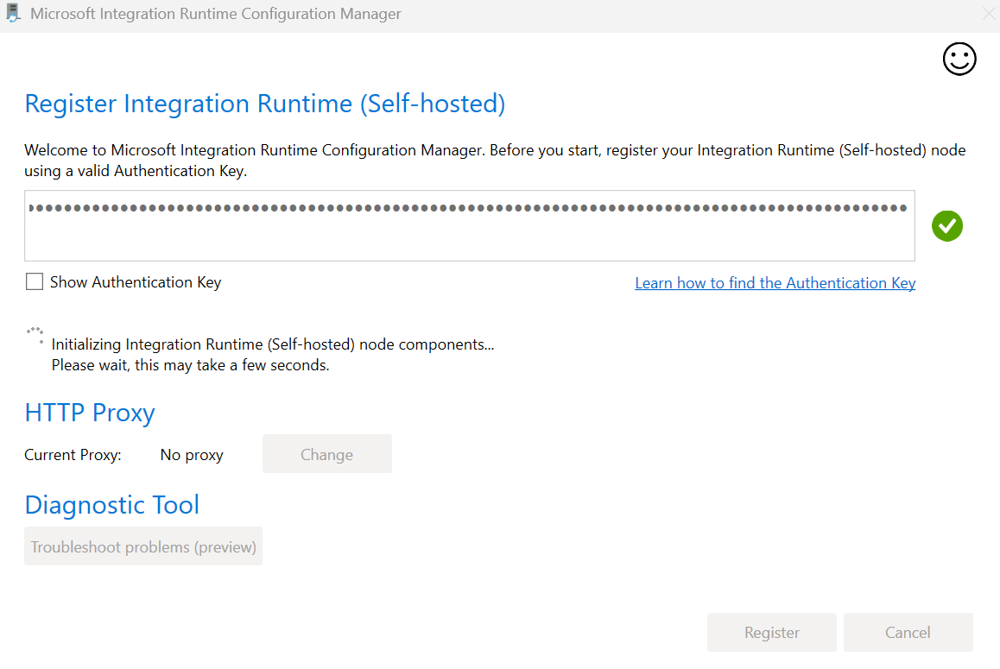 Microsoft Integration Runtime Configuration Manager
Register Integration Runtime (Self-hosted)
Welcome to Microsoft Integration Runtime Configuration Manager. Before you start, register your Integration Runtime (Self-hosted) node
using a valid Authentication Key.
Show Authentication Key
Learn how to find the Authentication Key
Initializing Integration Runtime (Self-hosted) node components...
Please wait, this may take a few seconds.
HTTP Proxy
Current Proxy: No proxy Change
Diagnostic Tool
Troubleshoot problems (preview)
Register Cancel